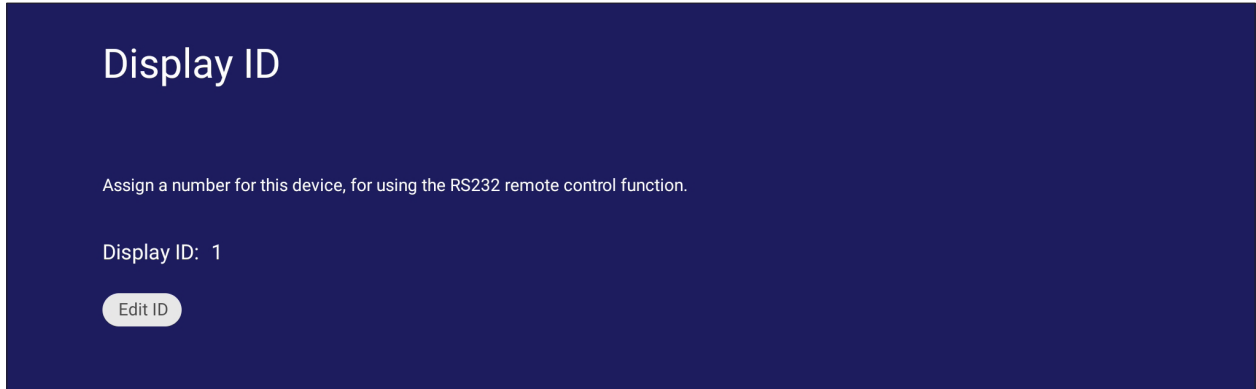 Display ID
Assign a number for this device, for using the RS232 remote control function.
Display ID: 1
Edit ID